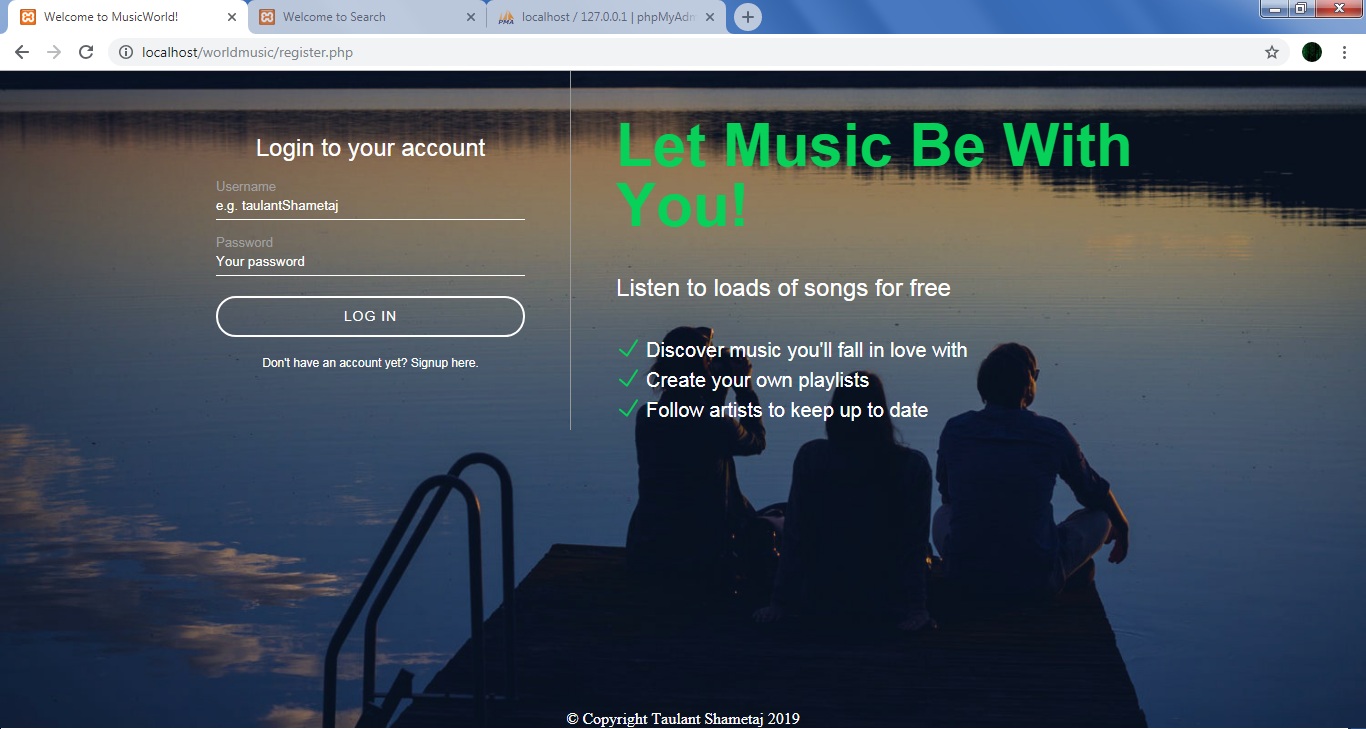 Welcome to MusicWorld!
Welcome to Search
PMA
localhost / 127.0.0.1 | phpMyAdm
localhost/worldmusic/register.php
Login to your account
Username
e.g. taulantShametaj
Password
Your password
LOG IN
Don't have an account yet? Signup here.
Let Music Be With
You!
Listen to loads of songs for free
Discover music you'll fall in love with
Create your own playlists
Follow artists to keep up to date
© Copyright Taulant Shametaj 2019